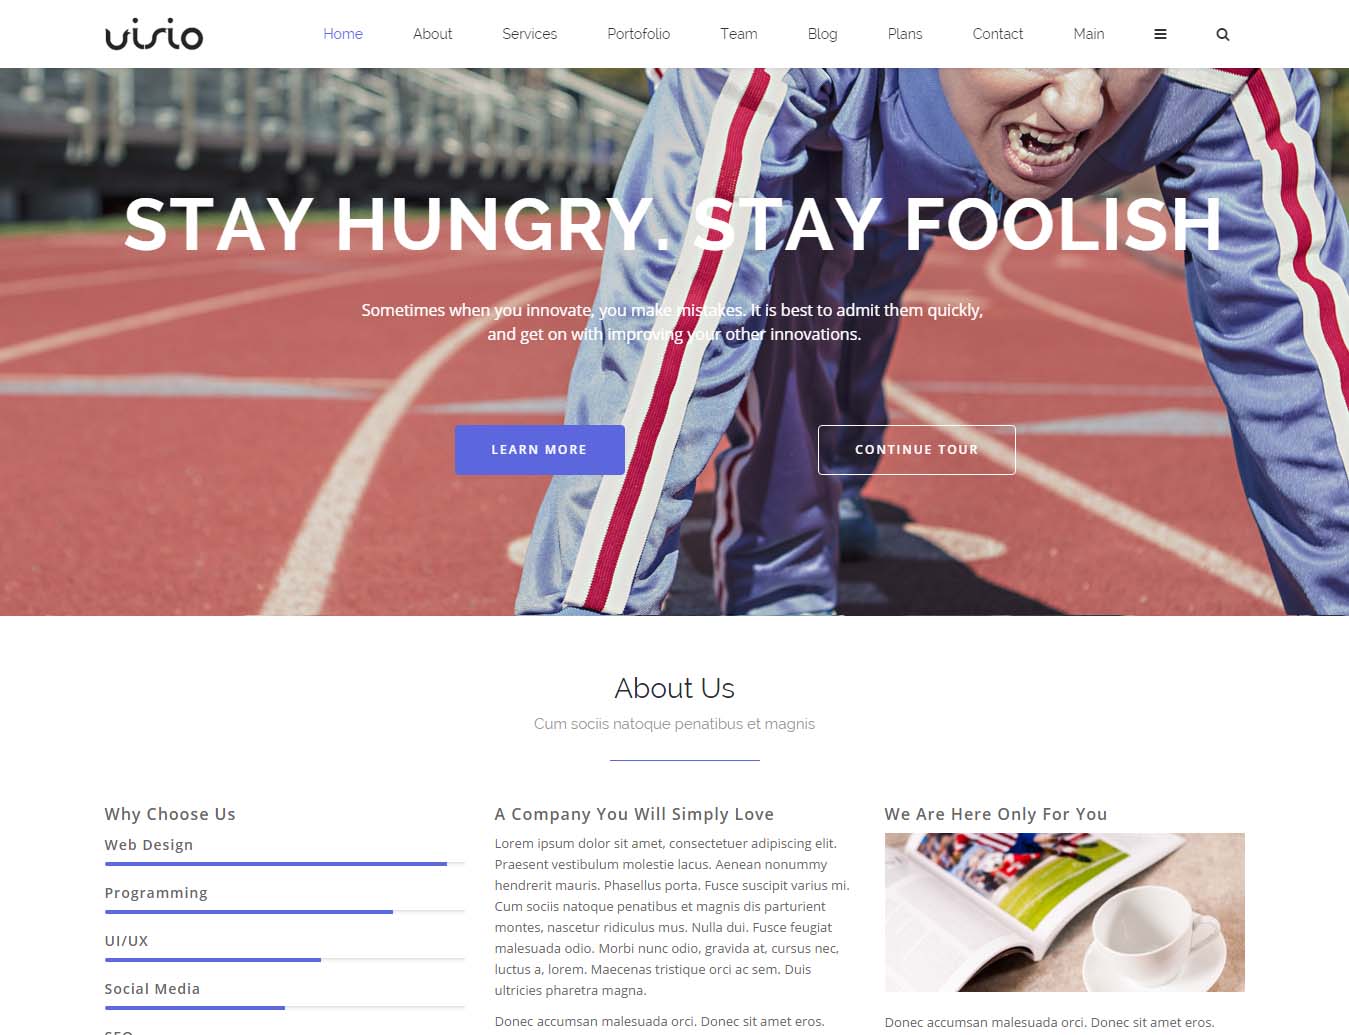 visio
Home About Services Portofolio Team Blog Plans Contact Main
STAY HUNGRY. STAY FOOLISH
Sometimes when you innovate, you make mistakes. It is best to admit them quickly,
and get on with improving your other innovations.
LEARN MORE CONTINUE TOUR
About Us
Cum sociis natoque penatibus et magnis
Why Choose Us
Web Design
Programming
UI/UX
Social Media
SEO
A Company You Will Simply Love
Lorem ipsum dolor sit amet, consectetuer adipiscing elit.
Praesent vestibulum molestie lacus. Aenean nonummy
hendrerit mauris. Phasellus porta. Fusce suscipit varius mi.
Cum sociis natoque penatibus et magnis dis parturient
montes, nascetur ridiculus mus. Nulla dui. Fusce feugiat
malesuada odio. Morbi nunc odio, gravida at, cursus nec,
luctus a, lorem. Maecenas tristique orci ac sem. Duis
ultricies pharetra magna.
Donec accumsan malesuada orci. Donec sit amet eros.
We Are Here Only For You
Donec accumsan malesuada orci. Donec sit amet eros.